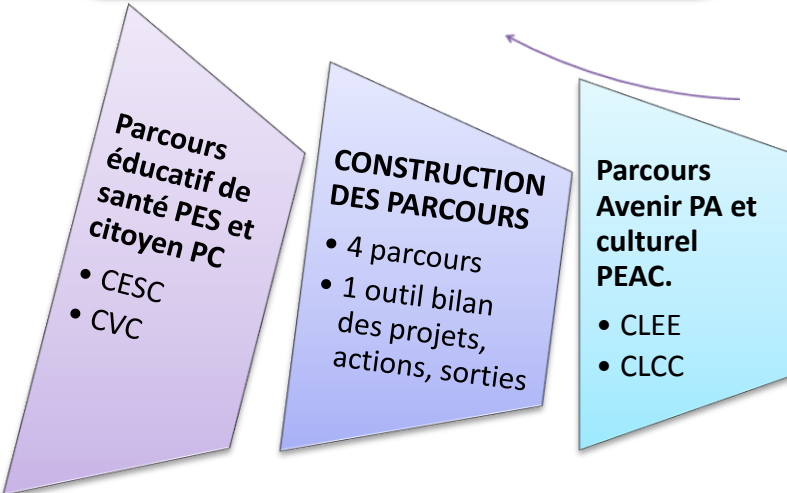 Parcours
éducatif de
santé PES et
citoyen PC
• CESC
• CVC
CONSTRUCTION
DES PARCOURS
• 4 parcours
• 1 outil bilan
des projets,
actions, sorties
Parcours
Avenir PA et
culturel
PEAC.
• CLEE
• CLCC